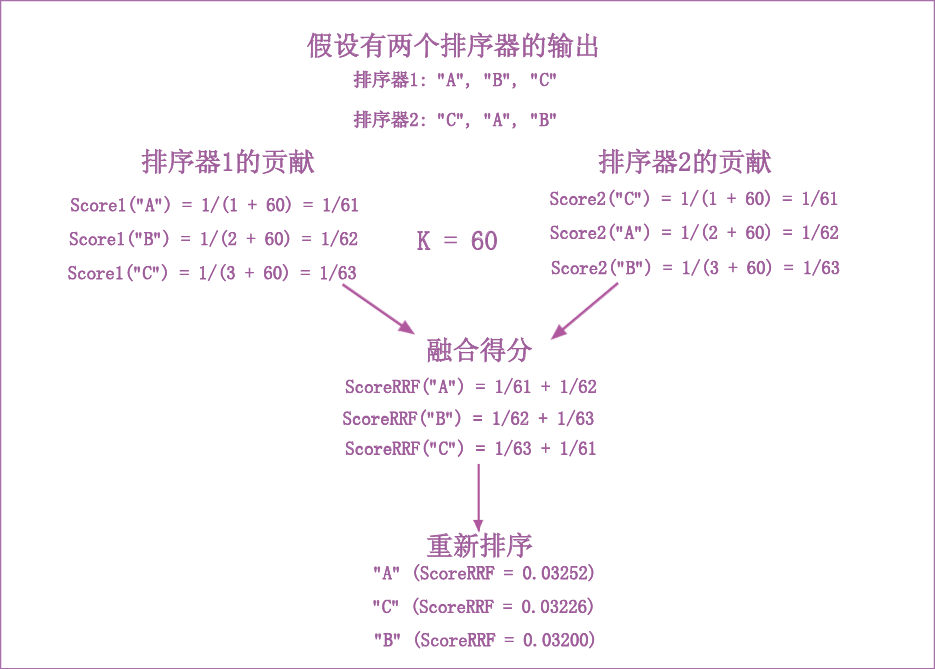 假设有两个排序器的输出
排序器1: "A", "B", "C"
排序器2: "C", "A", "B"
排序器1的贡献
Score1("A") = 1/(1 + 60) = 1/61
Score1("B") = 1/(2 + 60) = 1/62
Score1("C") = 1/(3 + 60) = 1/63
K = 60
排序器2的贡献
Score2("C") = 1/(1 + 60) = 1/61
Score2("A") = 1/(2 + 60) = 1/62
Score2("B") = 1/(3 + 60) = 1/63
融合得分
ScoreRRF("A") = 1/61 + 1/62
ScoreRRF("B") = 1/62 + 1/63
ScoreRRF("C") = 1/63 + 1/61
重新排序
"A" (ScoreRRF = 0.03252)
"C" (ScoreRRF = 0.03226)
"B" (ScoreRRF = 0.03200)